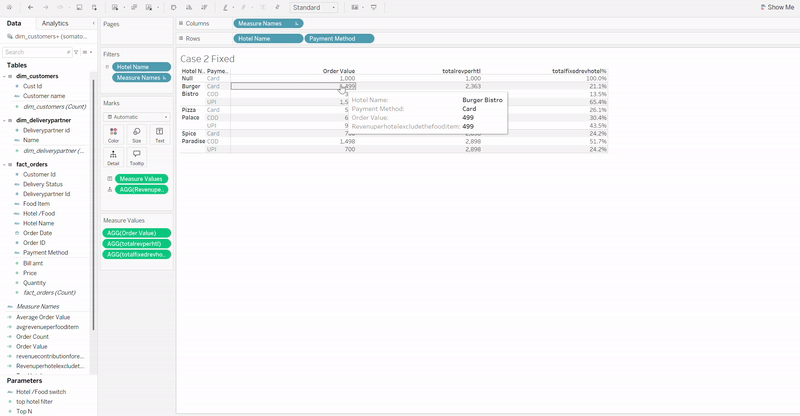 Standard
Show Me
Data
Analytics
dim_customers+ (somato...
Search
Tables
dim_customers
Cust Id
Customer name
dim_customers (Count)
dim_deliverypartner
Deliverypartner id
Name
dim_deliverypartner ...
fact_orders
Customer Id
Delivery Status
Deliverypartner Id
Food Item
Hotel /Food
Hotel Name
Order Date
Order ID
Payment Method
Bill amt
Price
Quantity
fact_orders (Count)
Measure Names
Average Order Value
avgrevenueperfooditem
Order Count
Order Value
revenuecontributionfore...
Revenuperhotelexcludet...
Parameters
Hotel /Food switch
top hotel filter
Top N
Pages
Filters
Hotel Name
Measure Names
Marks
Automatic
Color
Size
Text
Detail
Tooltip
Measure Values
AGG(Revenupe..
Measure Values
AGG(Order Value)
AGG(totalrevperhtl)
AGG(totalfixedrevho..
Columns
Measure Names
Rows
Hotel Name
Payment Method
Case 2 Fixed
Hotel N.. Payme.. Order Value totalrevperhtl totalfixedrevhotel%
Null Card 1,000 1,000 100.0%
Burger Card 499 2,363 21.1%
Bistro COD 13.5%
UPI 65.4%
Pizza Card 26.1%
Palace COD 30.4%
UPI 43.5%
Spice Card 2,898 24.2%
Paradise COD 1,498 2,898 51.7%
UPI 700 2,898 24.2%
Hotel Name: Burger Bistro
Payment Method: Card
Order Value: 499
Revenuperhotelexcludethefooditem: 499